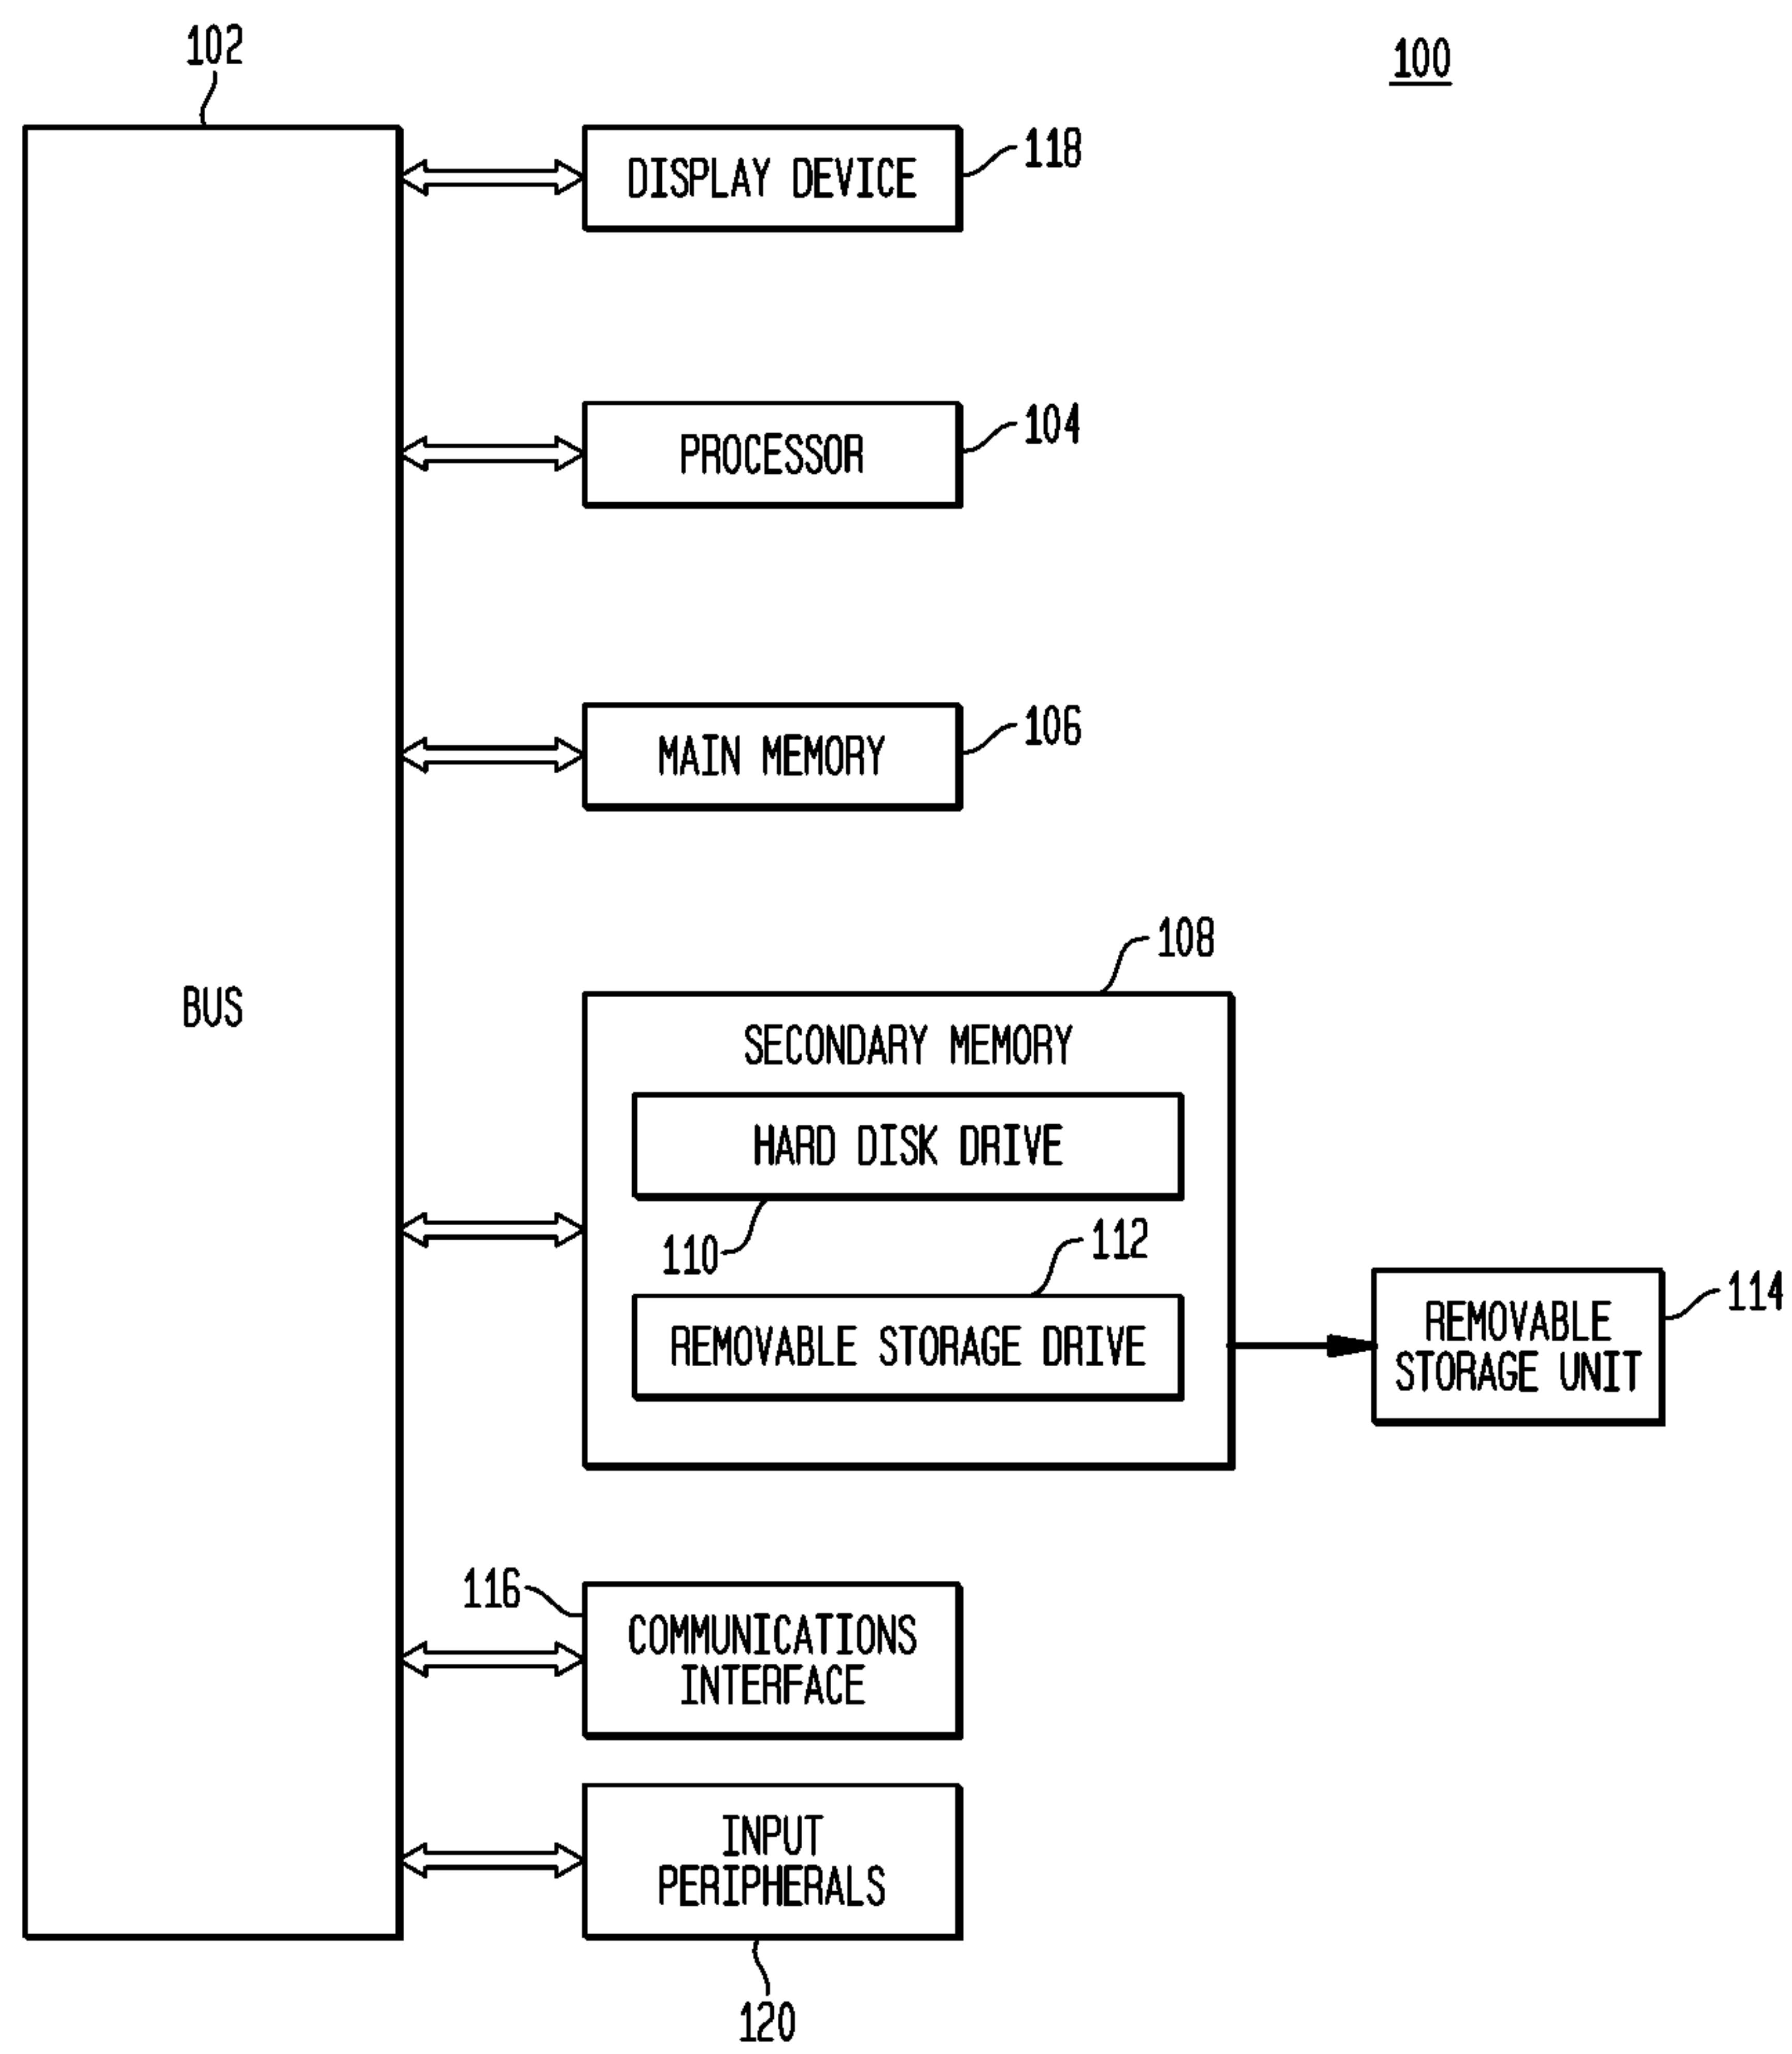 102
100
DISPLAY DEVICE
118
PROCESSOR
104
MAIN MEMORY
106
108
BUS
SECONDARY MEMORY
HARD DISK DRIVE
110
112
REMOVABLE STORAGE DRIVE
REMOVABLE
STORAGE UNIT
114
116
COMMUNICATIONS
INTERFACE
INPUT
PERIPHERALS
120